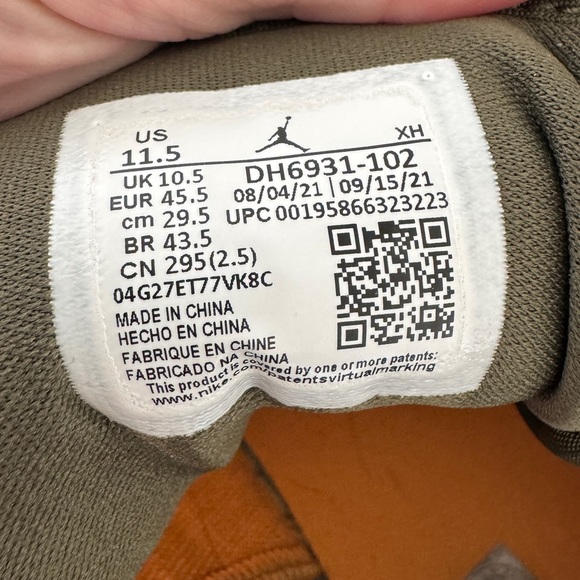 US
11.5
XH
UK 10.5
DH6931-102
EUR 45.5
08/04/21 | 09/15/21
cm 29.5
UPC 00195866323223
BR 43.5
CN 295(2.5)
04G27ET77VK8C
MADE IN CHINA
HECHO EN CHINA
FABRIQUE EN CHINE
FABRICADO NA CHINA
This product is covered by one or more patents:
www.nike.com/patentsvirtualmarking